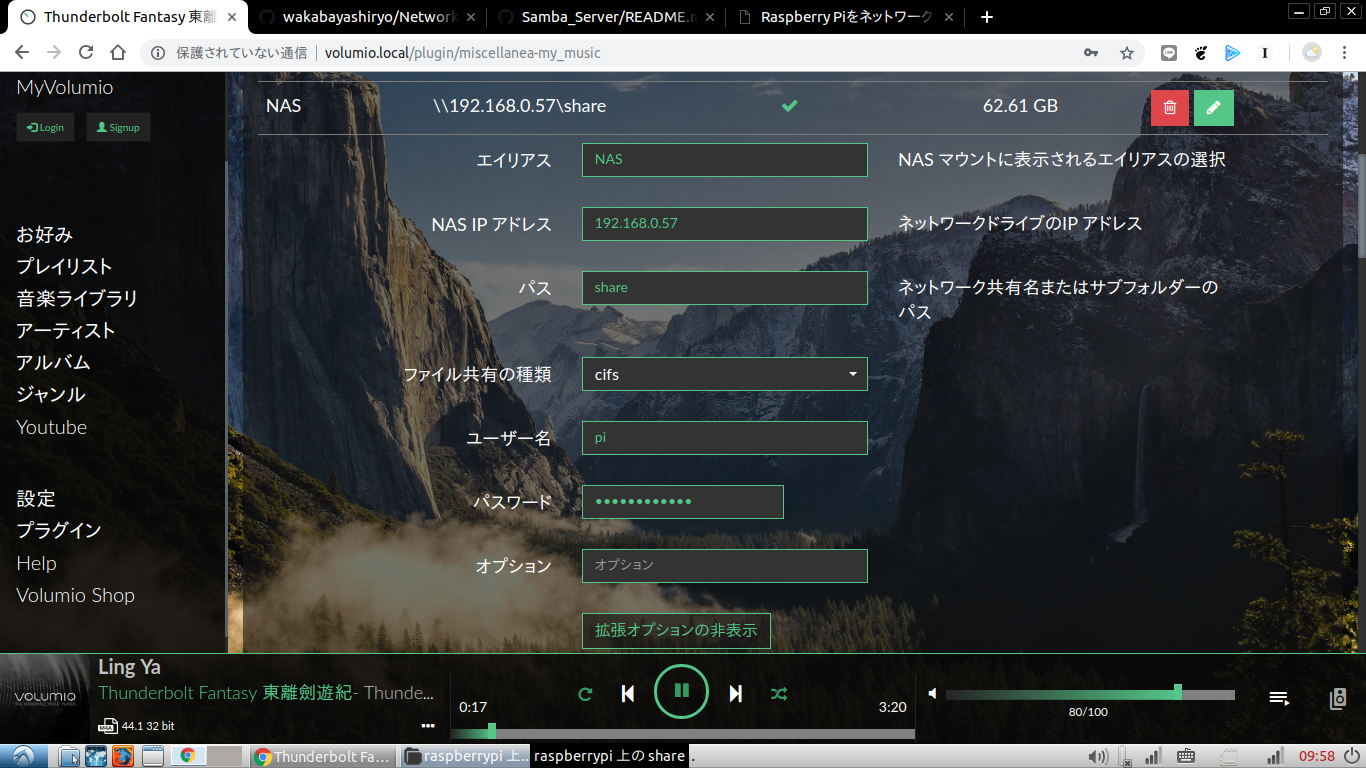 Thunderbolt Fantasy 東離
wakabayashiryo/Network
Samba_Server/README.m
Raspberry Piをネットワーク
保護されていない通信
volumio.local/plugin/miscellanea-my_music
MyVolumio
Login
Signup
お好み
プレイリスト
音楽ライブラリ
アーティスト
アルバム
ジャンル
Youtube
設定
プラグイン
Help
Volumio Shop
NAS
\\192.168.0.57\share
62.61 GB
エイリアス
NAS
NAS マウントに表示されるエイリアスの選択
NAS IP アドレス
192.168.0.57
ネットワークドライブのIP アドレス
パス
share
ネットワーク共有名またはサブフォルダーの
パス
ファイル共有の種類
cifs
ユーザー名
pi
パスワード
••••••••••••
オプション
オプション
拡張オプションの非表示
VOLUMIO
Ling Ya
Thunderbolt Fantasy 東離劍遊紀- Thunde...
M4A
44.1 32 bit
0:17
3:20
80/100
Thunderbolt Fa...
raspberrypi 上...
raspberrypi 上の share
09:58